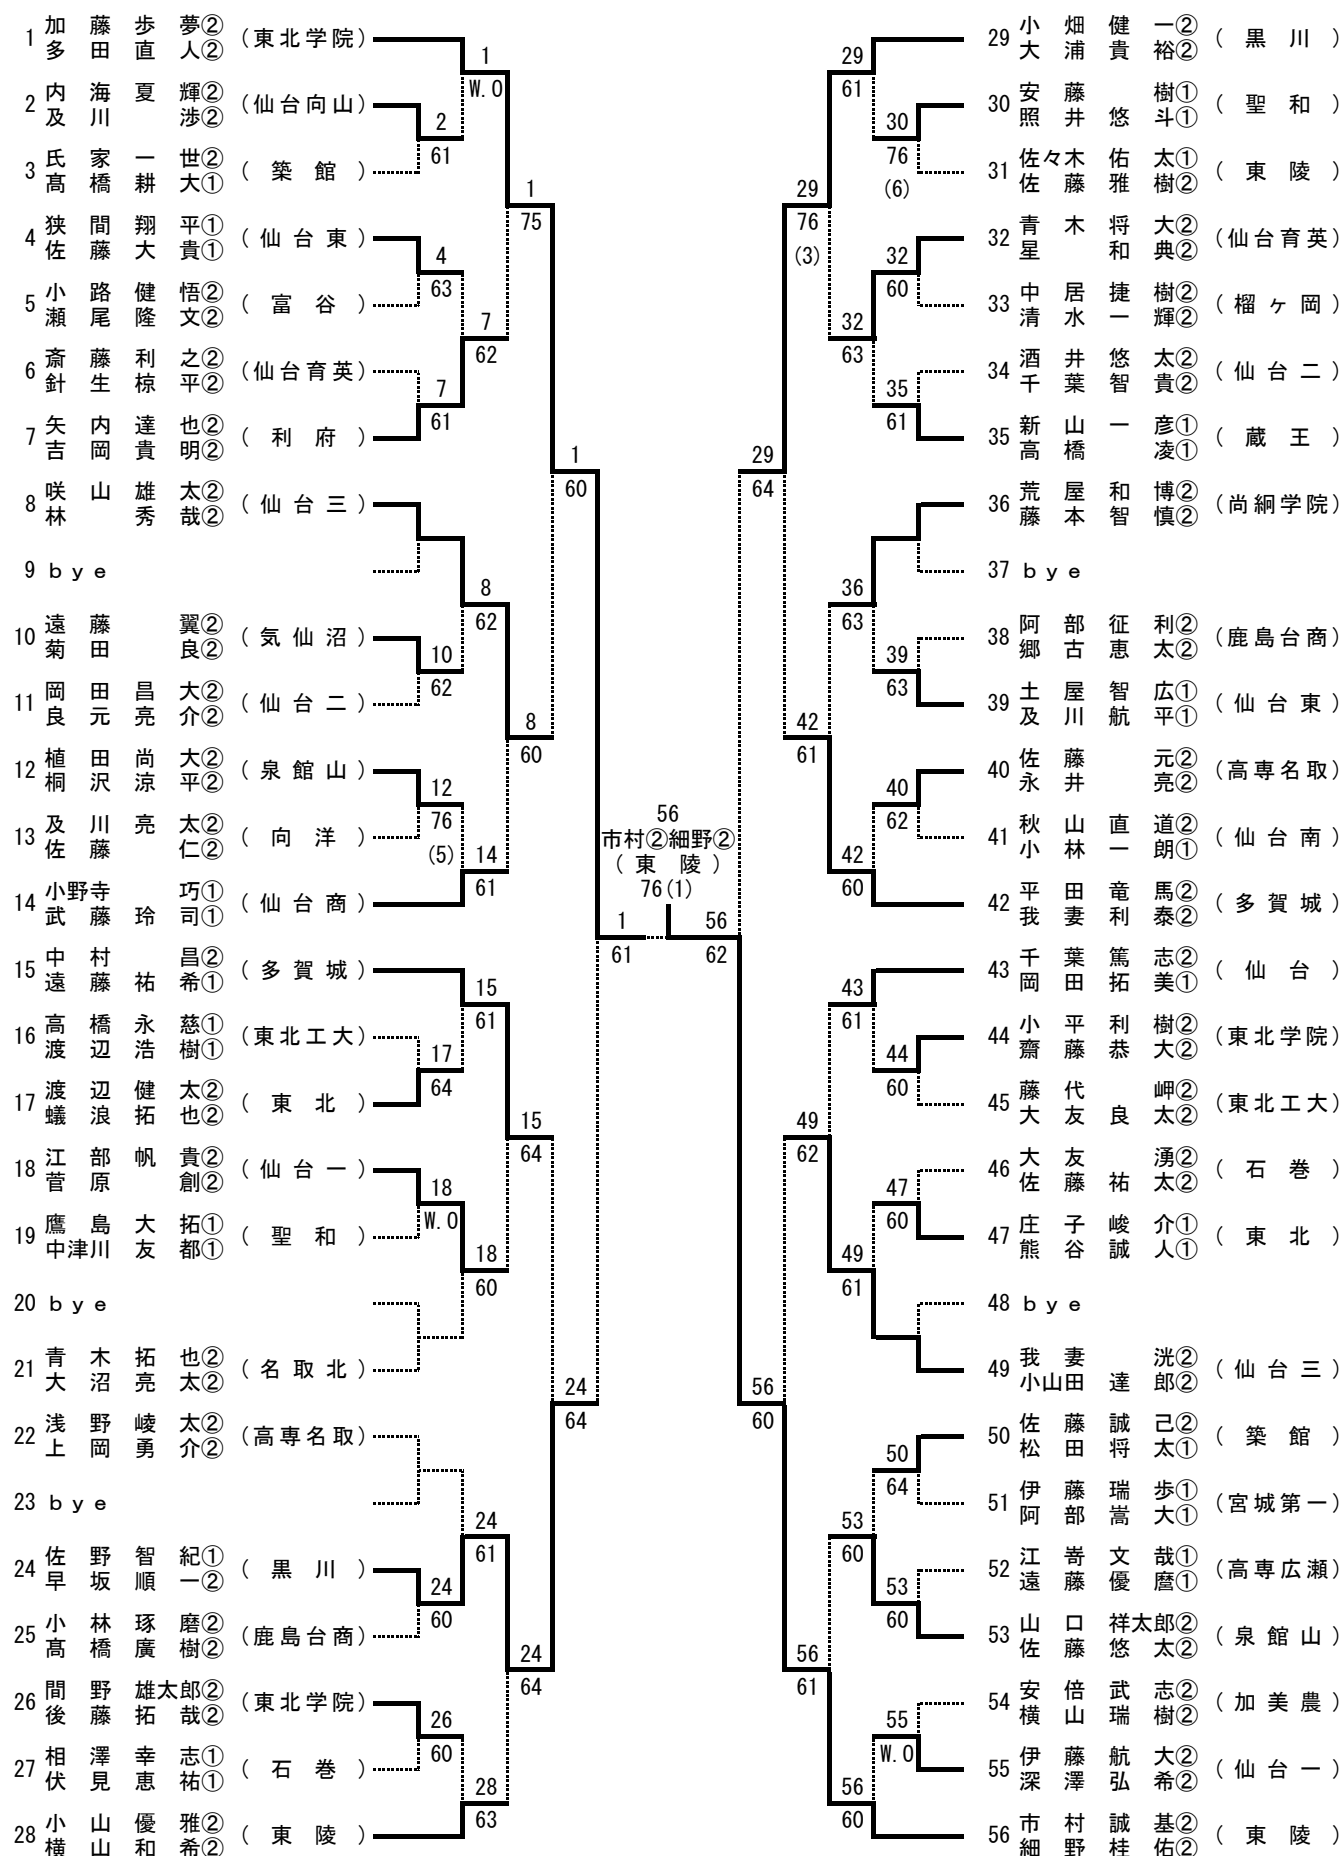 1 加藤歩夢② (東北学院)
多田直人②
1
W.O
2 内海夏輝② (仙台向山)
及川渉②
2
61
3 氏家一世② (築館)
髙橋耕大①
1
75
4 狭間翔平① (仙台東)
佐藤大貴①
4
63
5 小路健悟② (富谷)
瀬尾隆文②
7
62
6 斎藤利之② (仙台育英)
針生椋平②
7
61
7 矢内達也② (利府)
吉岡貴明②
1
60
8 咲山雄太② (仙台三)
林秀哉②
9 bye
8
62
10 遠藤翼② (気仙沼)
菊田良②
10
62
11 岡田昌大② (仙台二)
良元亮介②
8
60
12 植田尚大② (泉館山)
桐沢涼平②
12
76
(5)
13 及川亮太② (向洋)
佐藤仁②
14
61
14 小野寺巧① (仙台商)
武藤玲司①
1
61
15 中村昌② (多賀城)
遠藤祐希①
15
61
16 高橋永慈① (東北工大)
渡辺浩樹①
17
64
17 渡辺健太② (東北)
蟻浪拓也②
15
64
18 江部帆貴② (仙台一)
菅原創②
18
W.O
19 鷹島大拓① (聖和)
中津川友都①
18
60
20 bye
21 青木拓也② (名取北)
大沼亮太②
24
64
22 浅野崚太② (高専名取)
上岡勇介②
23 bye
24
61
24 佐野智紀① (黒川)
早坂順一②
24
60
25 小林琢磨② (鹿島台商)
髙橋廣樹②
24
64
26 間野雄太郎② (東北学院)
後藤拓哉②
26
60
27 相澤幸志① (石巻)
伏見恵祐①
28
63
28 小山優雅② (東陵)
横山和希②
56
市村②細野②
(東陵)
76(1)
29 小畑健一② (黒川)
大浦貴裕②
29
61
30 安藤樹① (聖和)
照井悠斗①
30
76
(6)
31 佐々木佑太① (東陵)
佐藤雅樹②
29
76
(3)
32 青木将大② (仙台育英)
星和典②
32
60
33 中居捷樹② (榴ヶ岡)
清水一輝②
32
63
34 酒井悠太② (仙台二)
千葉智貴②
35
61
35 新山一彦① (蔵王)
高橋凌①
29
64
36 荒屋和博② (尚絅学院)
藤本智慎②
37 bye
36
63
38 阿部征利② (鹿島台商)
郷古恵太②
39
63
39 土屋智広① (仙台東)
及川航平①
42
61
40 佐藤元② (高専名取)
永井亮②
40
62
41 秋山直道② (仙台南)
小林一朗①
42
60
42 平田竜馬② (多賀城)
我妻利泰②
56
62
43 千葉篤志② (仙台)
岡田拓美①
43
61
44 小平利樹② (東北学院)
齋藤恭大②
44
60
45 藤代岬② (東北工大)
大友良太②
49
62
46 大友湧② (石巻)
佐藤祐太②
47
60
47 庄子峻介① (東北)
熊谷誠人①
49
61
48 bye
49 我妻洸② (仙台三)
小山田達郎②
56
60
50 佐藤誠己② (築館)
松田将太①
50
64
51 伊藤瑞歩① (宮城第一)
阿部嵩大①
53
60
52 江嵜文哉① (高専広瀬)
遠藤優麿①
53
60
53 山口祥太郎② (泉館山)
佐藤悠太②
56
61
54 安倍武志② (加美農)
横山瑞樹②
55
W.O
55 伊藤航大② (仙台一)
深澤弘希②
56
60
56 市村誠基② (東陵)
細野桂佑②